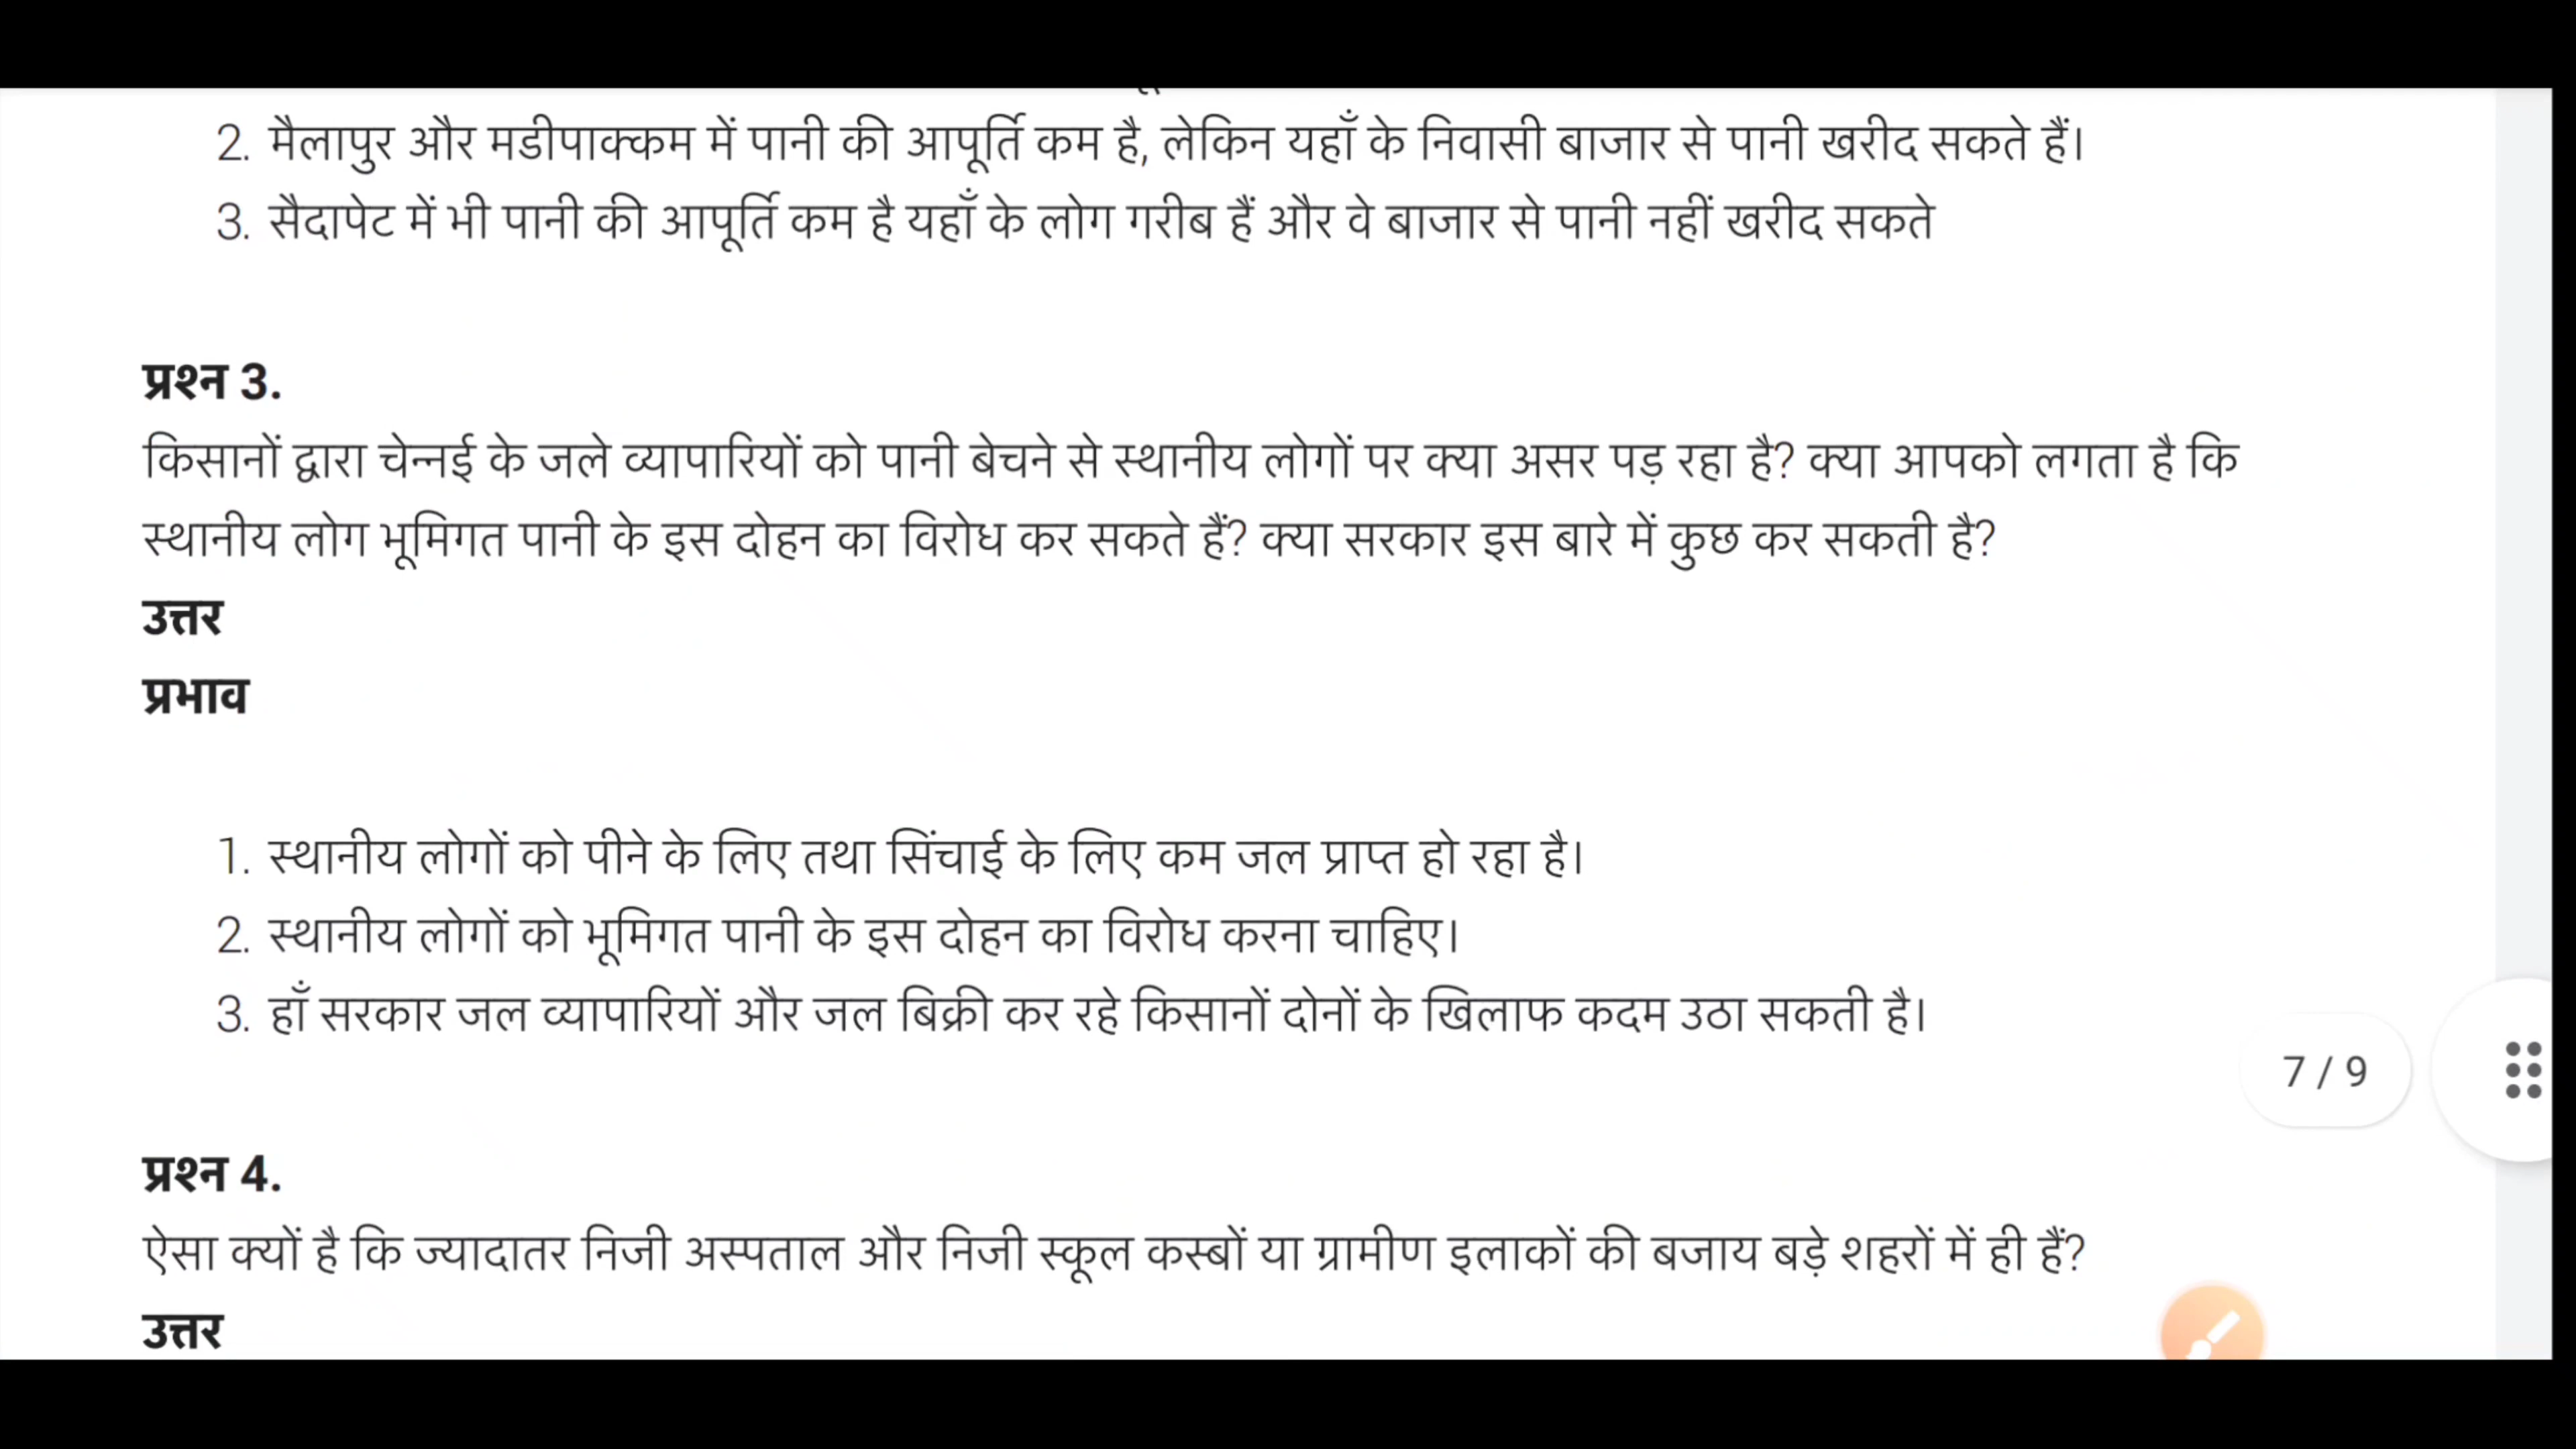 2. मैलापुर और मडीपाक्कम में पानी की आपूर्ति कम है, लेकिन यहाँ के निवासी बाजार से पानी खरीद सकते हैं।
3. सैदापेट में भी पानी की आपूर्ति कम है यहाँ के लोग गरीब हैं और वे बाजार से पानी नहीं खरीद सकते
प्रश्न 3.
किसानों द्वारा चेन्नई के जले व्यापारियों को पानी बेचने से स्थानीय लोगों पर क्या असर पड़ रहा है? क्या आपको लगता है कि
स्थानीय लोग भूमिगत पानी के इस दोहन का विरोध कर सकते हैं? क्या सरकार इस बारे में कुछ कर सकती है?
उत्तर
प्रभाव
1. स्थानीय लोगों को पीने के लिए तथा सिंचाई के लिए कम जल प्राप्त हो रहा है।
2. स्थानीय लोगों को भूमिगत पानी के इस दोहन का विरोध करना चाहिए।
3. हाँ सरकार जल व्यापारियों और जल बिक्री कर रहे किसानों दोनों के खिलाफ कदम उठा सकती है।
7 / 9
प्रश्न 4.
ऐसा क्यों है कि ज्यादातर निजी अस्पताल और निजी स्कूल कस्बों या ग्रामीण इलाकों की बजाय बड़े शहरों में ही हैं?
उत्तर